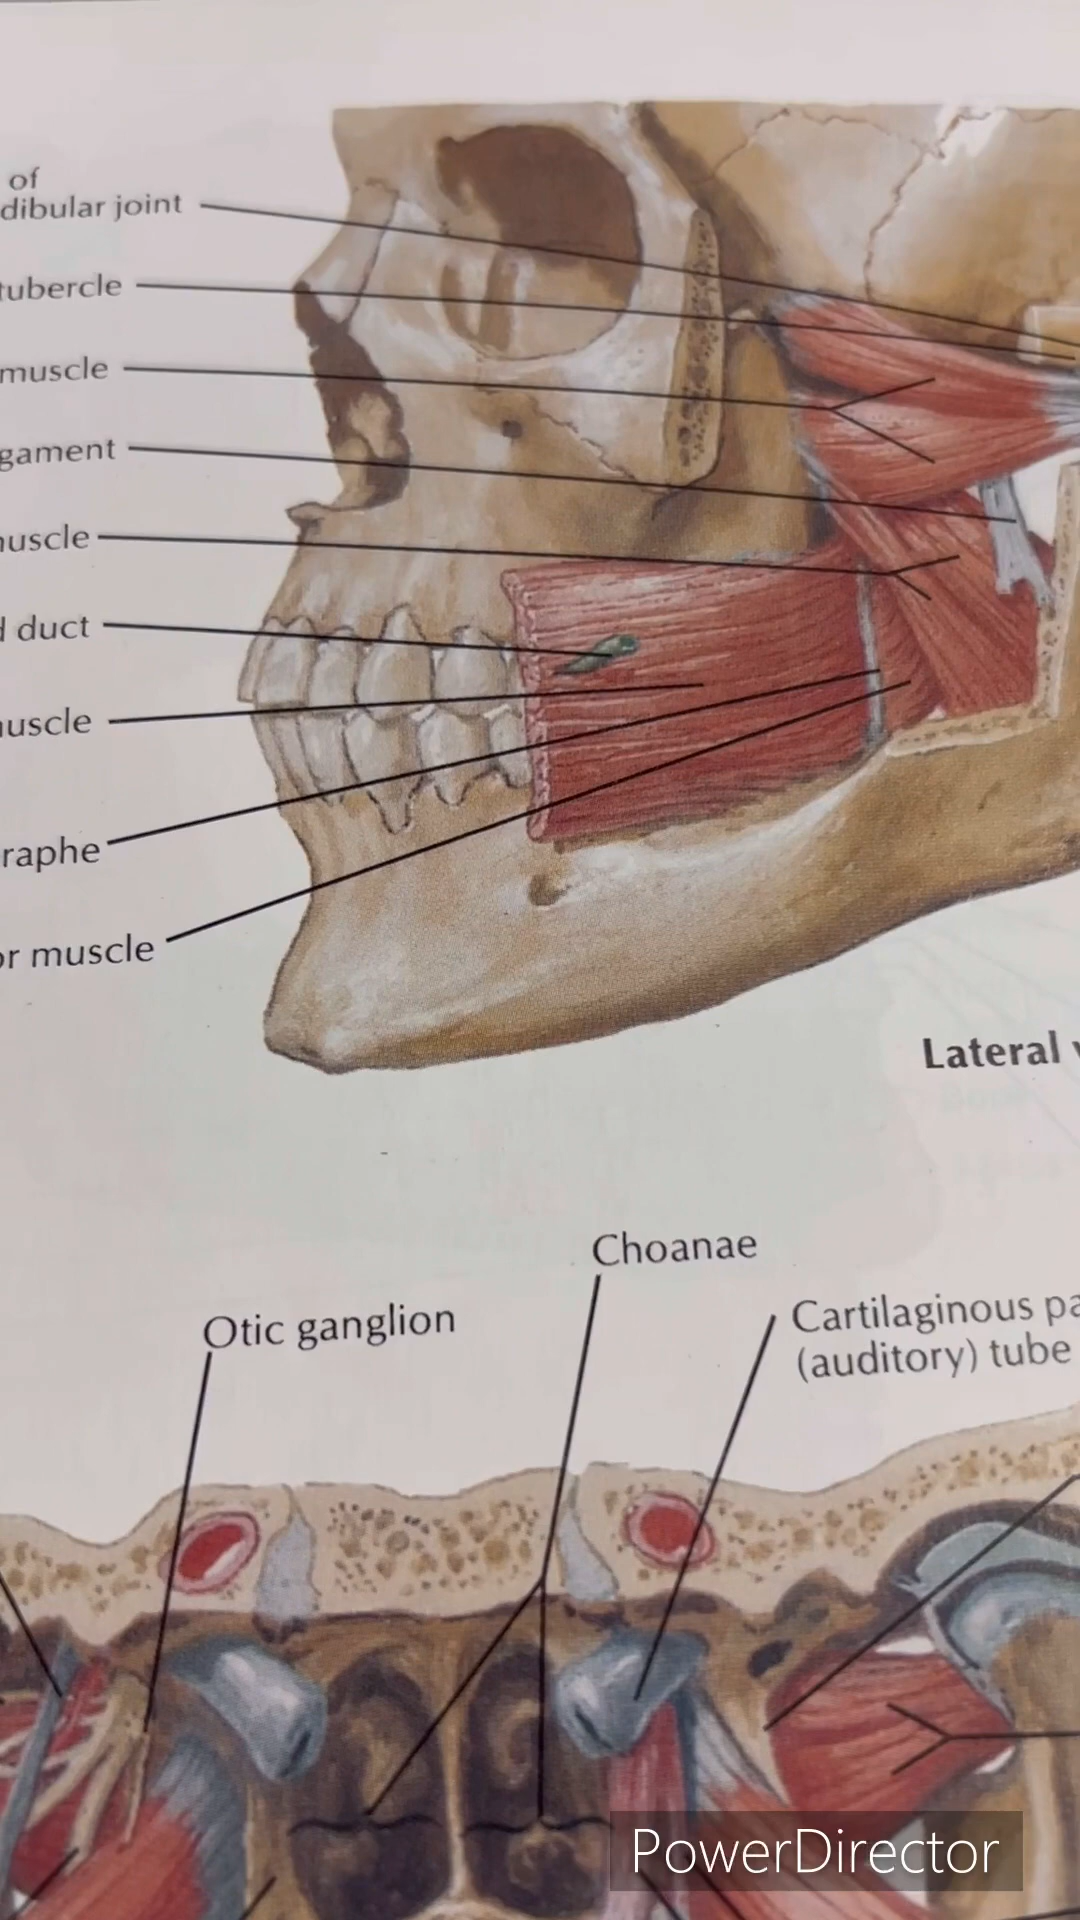 of
dibular joint
tubercle
muscle
gament
uscle
d duct
uscle
raphe
or muscle
Lateral
Choanae
Otic ganglion
Cartilaginous pa
(auditory) tube
PowerDirector